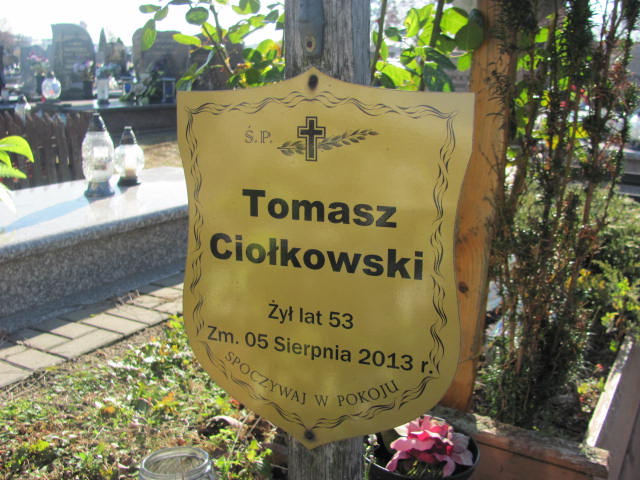 Ś.P.
Tomasz
Ciołkowski
Żył lat 53
Zm. 05 Sierpnia 2013 r.
SPOCZYWAJ W POKOJU